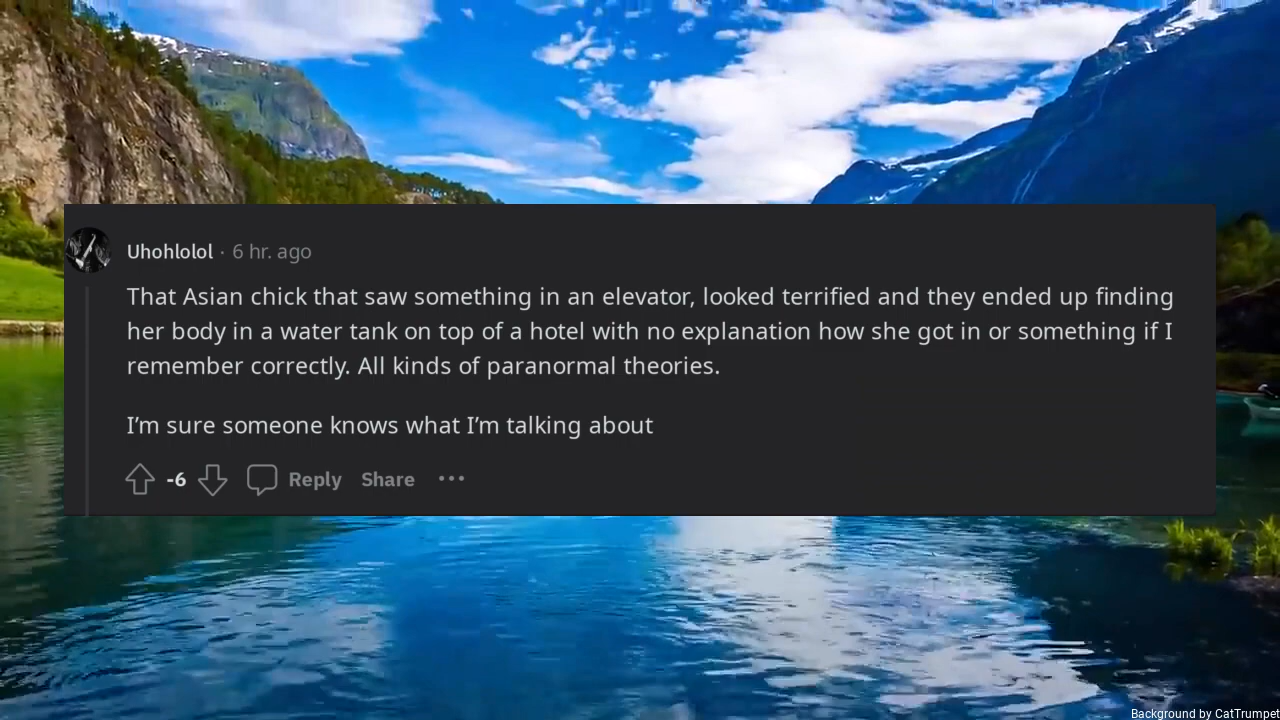 Uhohlolol · 6 hr. ago
That Asian chick that saw something in an elevator, looked terrified and they ended up finding
her body in a water tank on top of a hotel with no explanation how she got in or something if I
remember correctly. All kinds of paranormal theories.
I’m sure someone knows what I’m talking about
-6 Reply Share ···
Background by CatTrumpet